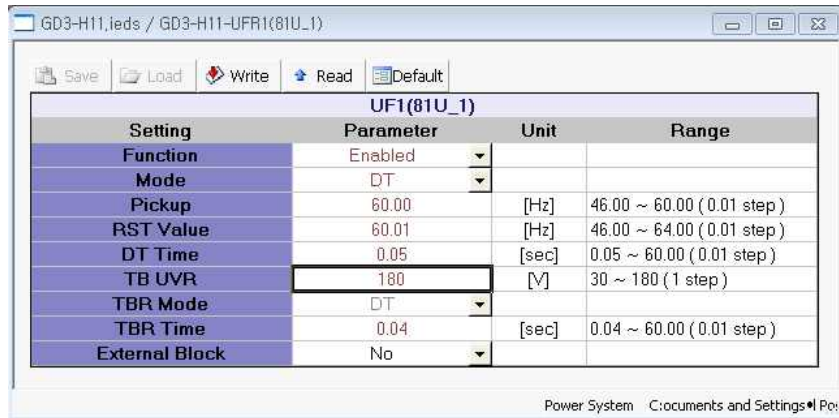 GD3-H11,ieds / GD3-H11-UFR1(81U_1)
Save Load Write Read Default
UF1(81U_1)
Setting Parameter Unit Range
Function Enabled
Mode DT
Pickup 60.00 [Hz] 46.00 ~ 60.00 ( 0.01 step )
RST Value 60.01 [Hz] 46.00 ~ 64.00 ( 0.01 step )
DT Time 0.05 [sec] 0.05 ~ 60.00 ( 0.01 step )
TB UVR 180 [V] 30 ~ 180 ( 1 step )
TBR Mode DT
TBR Time 0.04 [sec] 0.04 ~ 60.00 ( 0.01 step )
External Block No
Power System C:ocuments and Settings